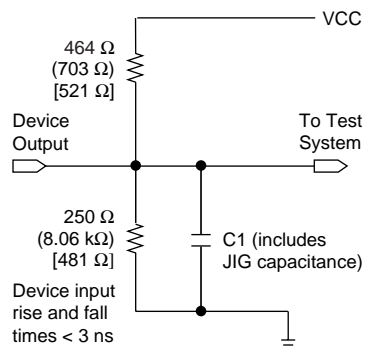 VCC
464 Ω
(703 Ω)
[521 Ω]
Device
Output
To Test
System
250 Ω
(8.06 kΩ)
[481 Ω]
C1 (includes
JIG capacitance)
Device input
rise and fall
times < 3 ns